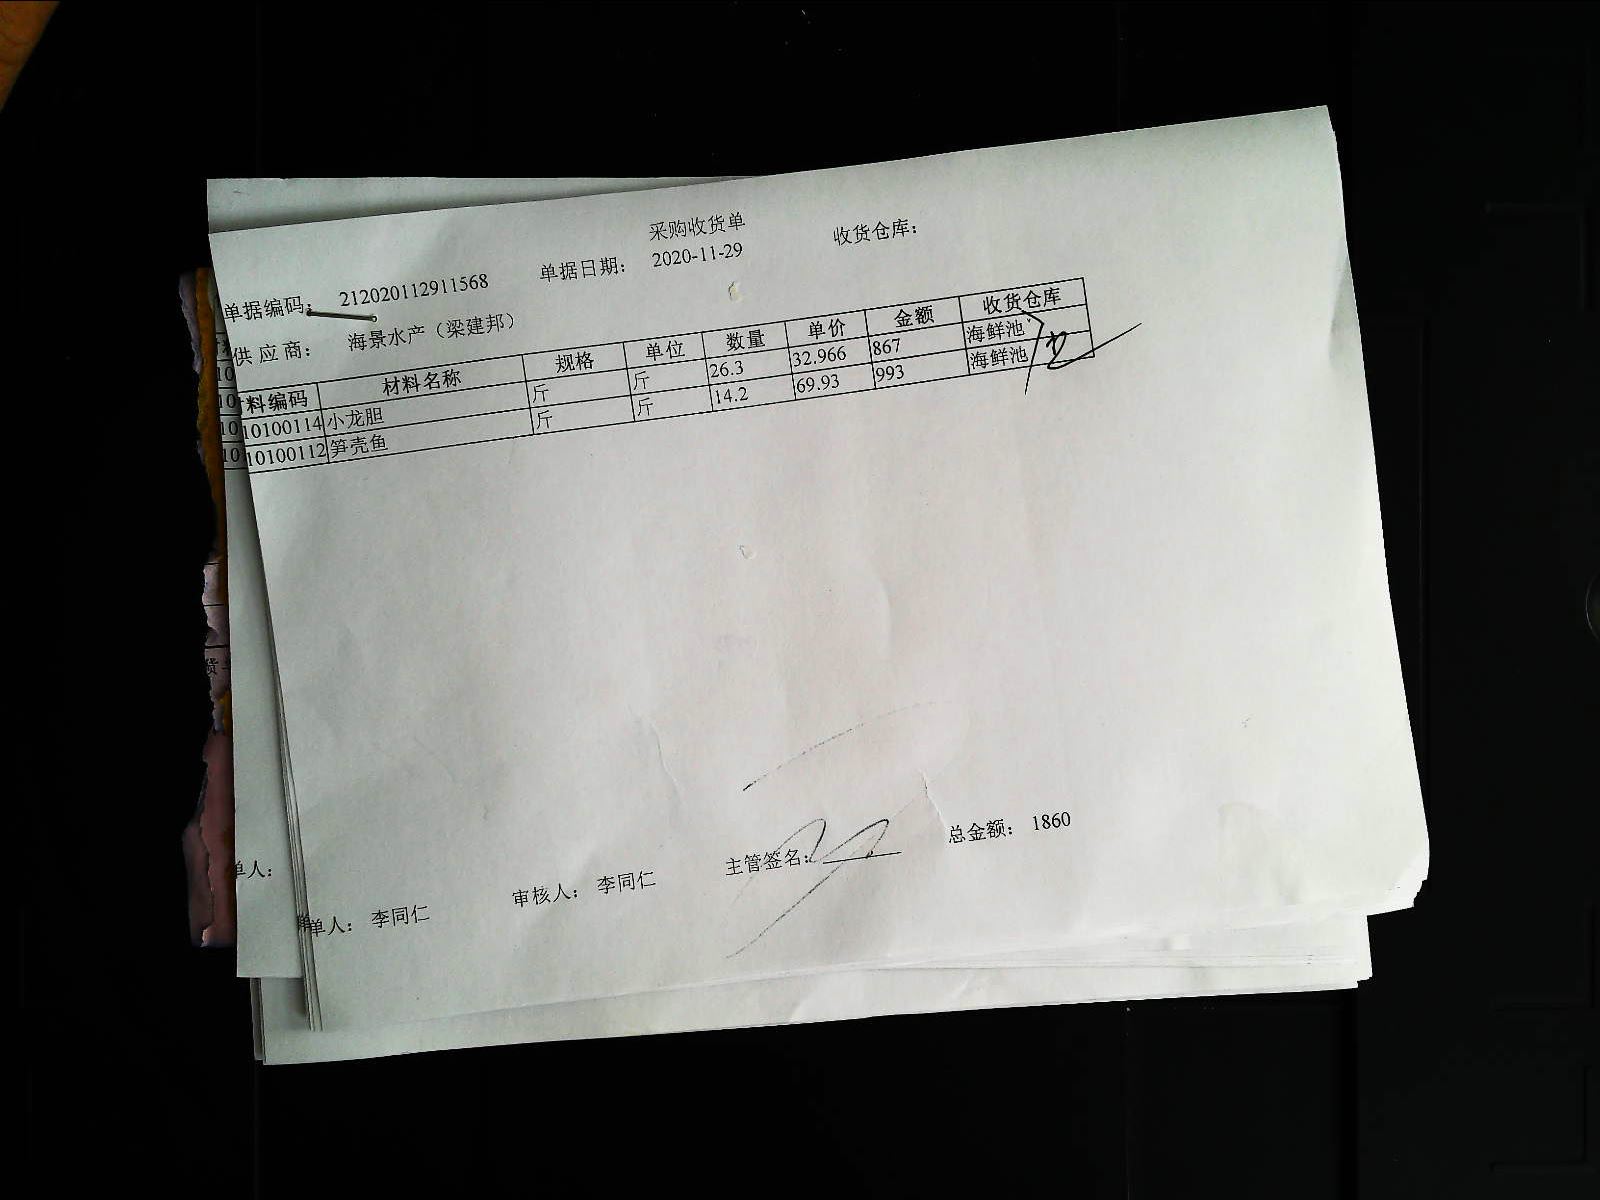 采购收货单
单据编码： 212020112911568 单据日期： 2020-11-29 收货仓库：
供 应 商： 海景水产（梁建邦）
料编码 材料名称 规格 单位 数量 单价 金额 收货仓库
10100114 小龙胆 斤 斤 26.3 32.966 867 海鲜池
10100112 笋壳鱼 斤 斤 14.2 69.93 993 海鲜池
单人： 李同仁 审核人： 李同仁 主管签名： 总金额： 1860
单人：